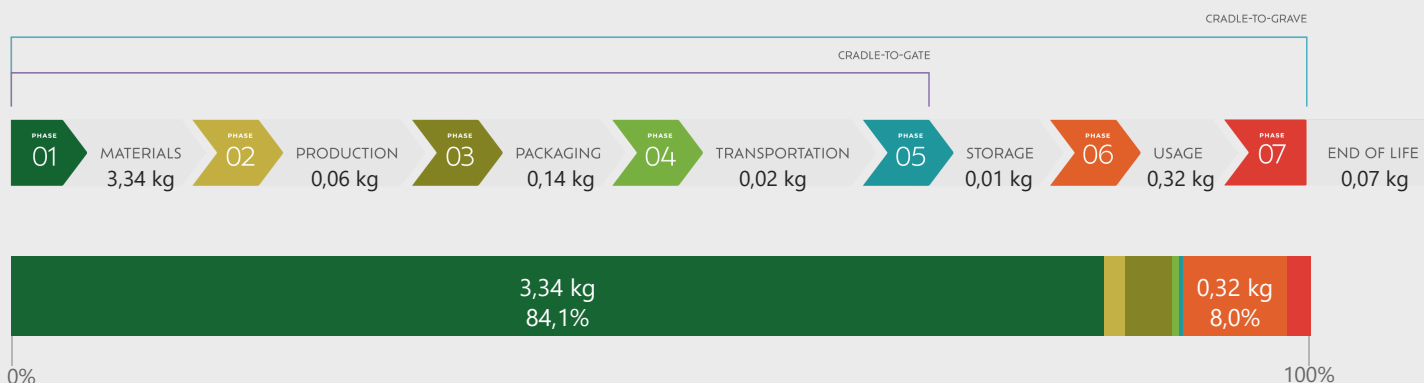 CRADLE-TO-GRAVE
CRADLE-TO-GATE
PHASE
01
MATERIALS
3,34 kg
PHASE
02
PRODUCTION
0,06 kg
PHASE
03
PACKAGING
0,14 kg
PHASE
04
TRANSPORTATION
0,02 kg
PHASE
05
STORAGE
0,01 kg
PHASE
06
USAGE
0,32 kg
PHASE
07
END OF LIFE
0,07 kg
3,34 kg
84,1%
0,32 kg
8,0%
0%
100%